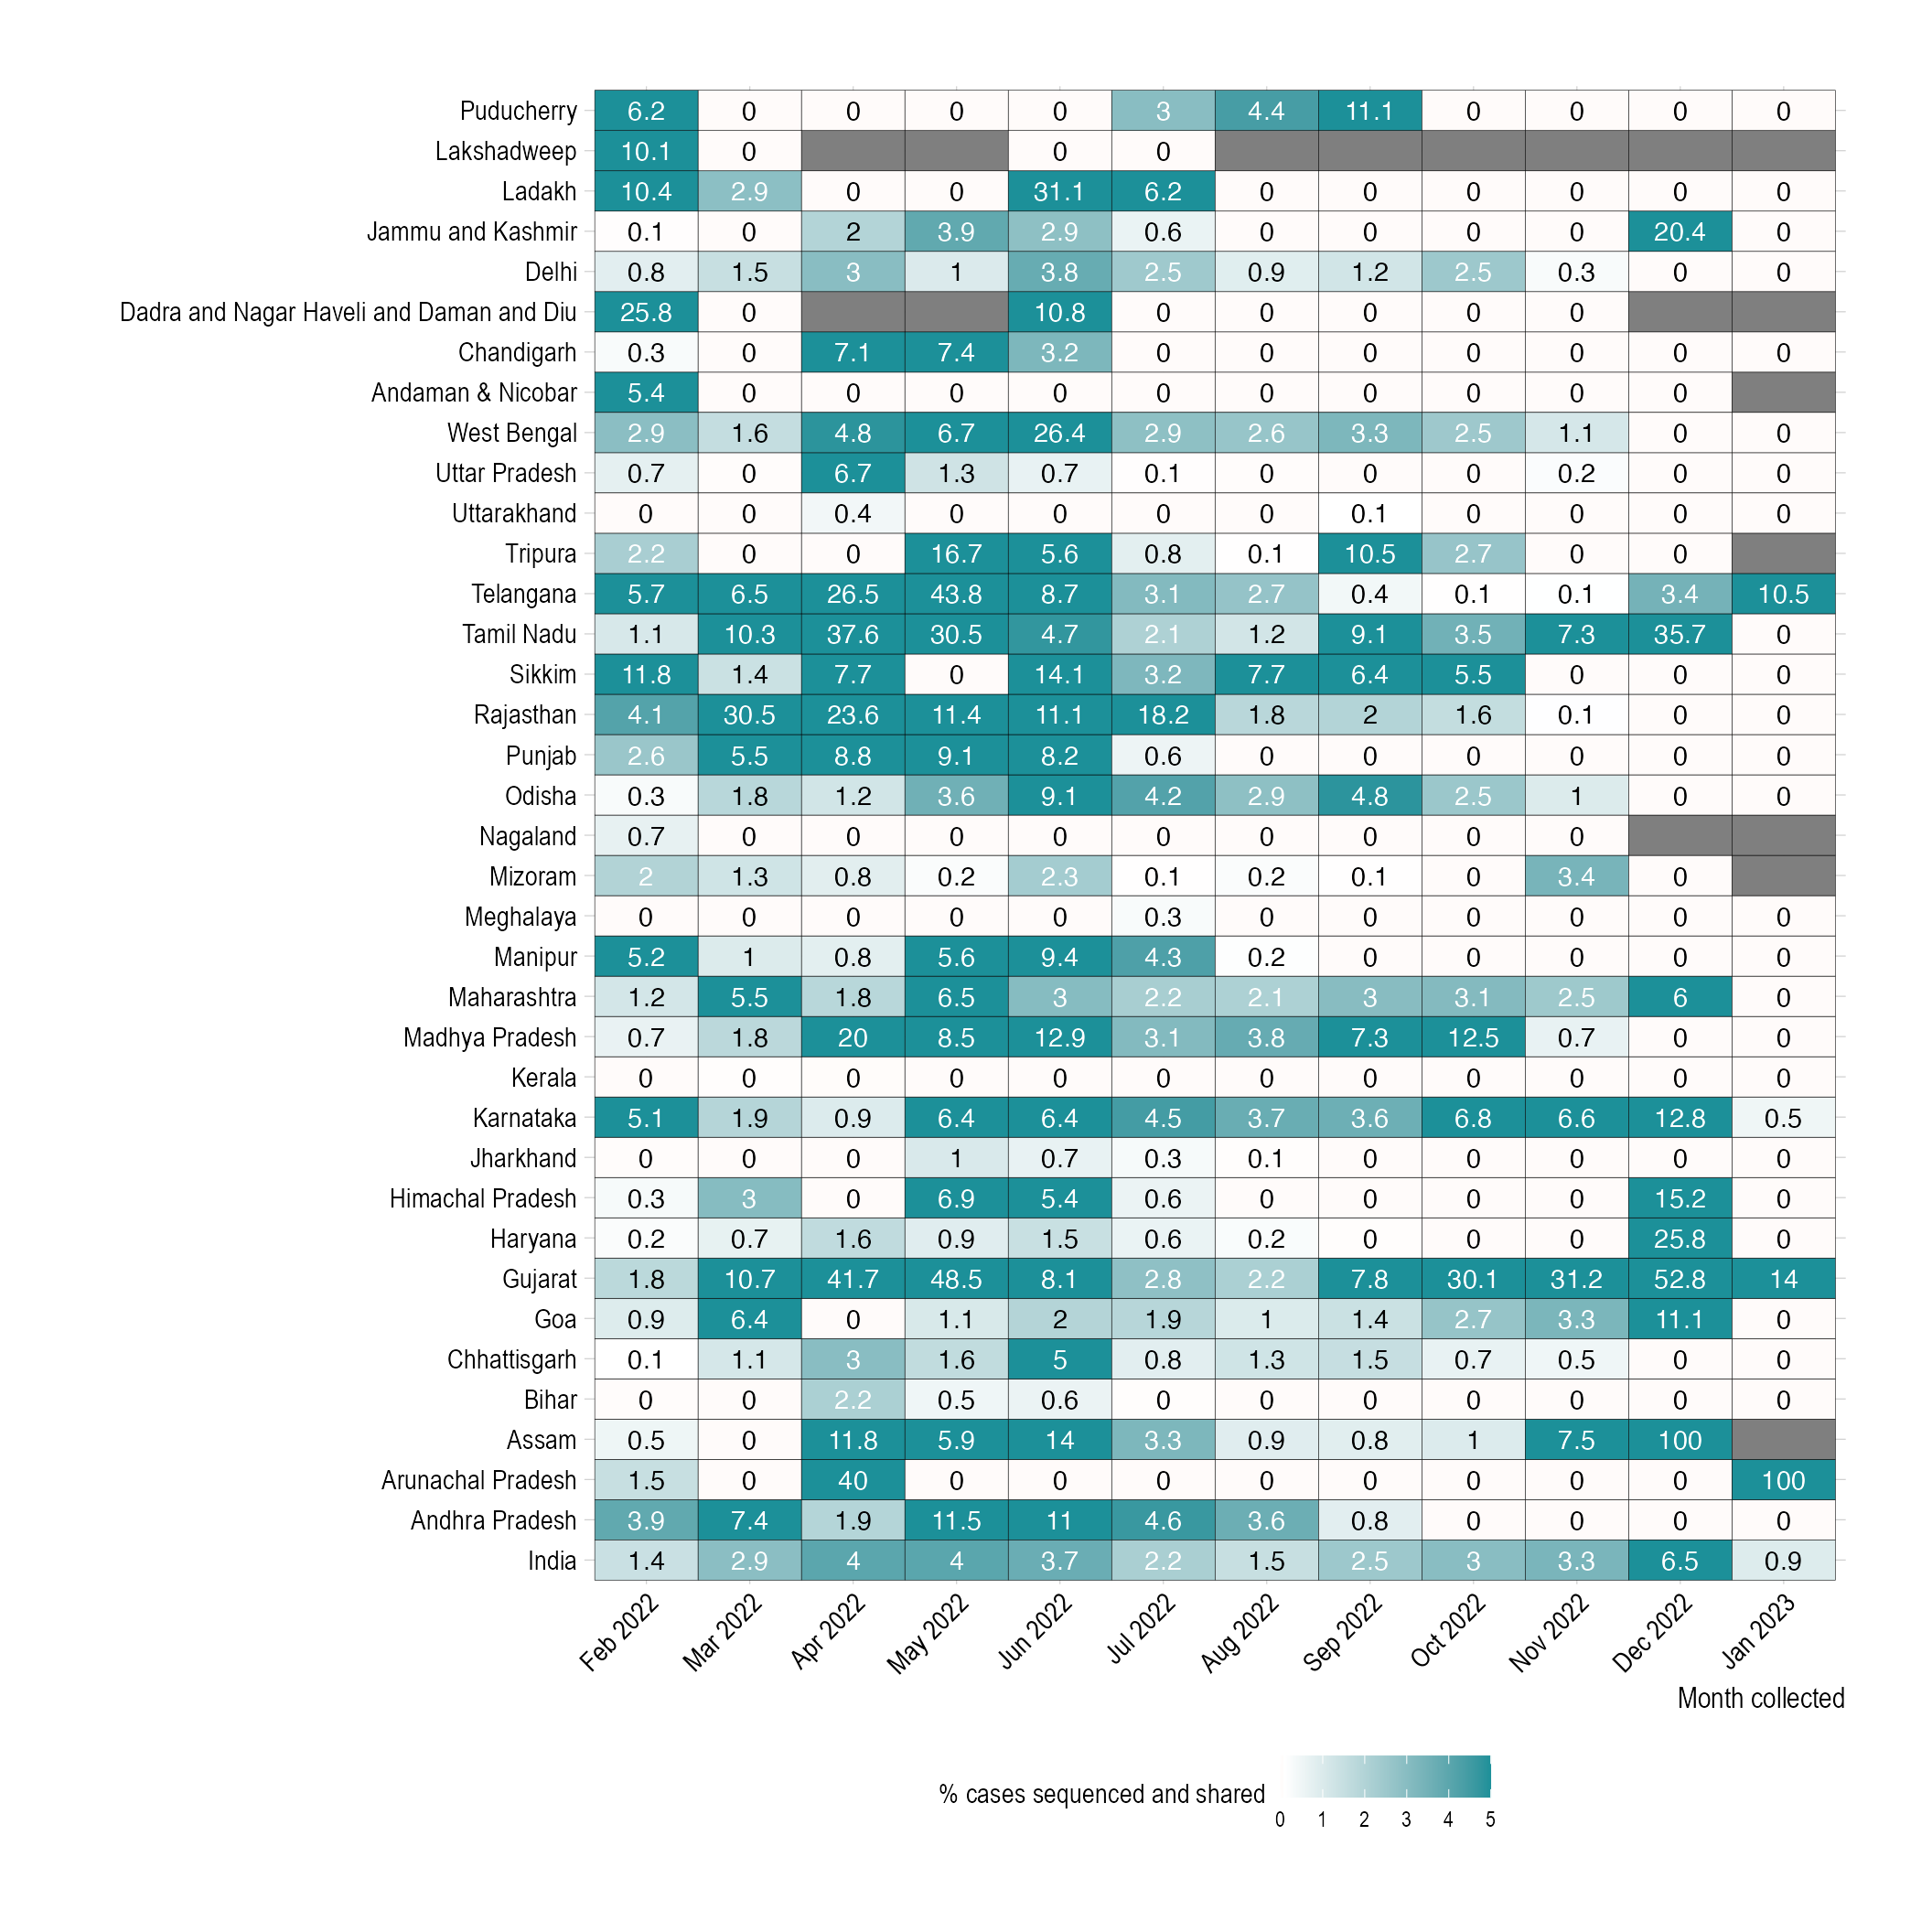 Puducherry 6.2 0 0 0 0 3 4.4 11.1 0 0 0 0
Lakshadweep 10.1 0 0 0
Ladakh 10.4 2.9 0 0 31.1 6.2 0 0 0 0 0 0
Jammu and Kashmir 0.1 0 2 3.9 2.9 0.6 0 0 0 0 20.4 0
Delhi 0.8 1.5 3 1 3.8 2.5 0.9 1.2 2.5 0.3 0 0
Dadra and Nagar Haveli and Daman and Diu 25.8 0 10.8 0 0 0 0 0
Chandigarh 0.3 0 7.1 7.4 3.2 0 0 0 0 0 0 0
Andaman & Nicobar 5.4 0 0 0 0 0 0 0 0 0 0
West Bengal 2.9 1.6 4.8 6.7 26.4 2.9 2.6 3.3 2.5 1.1 0 0
Uttar Pradesh 0.7 0 6.7 1.3 0.7 0.1 0 0 0 0.2 0 0
Uttarakhand 0 0 0.4 0 0 0 0 0.1 0 0 0 0
Tripura 2.2 0 0 16.7 5.6 0.8 0.1 10.5 2.7 0 0
Telangana 5.7 6.5 26.5 43.8 8.7 3.1 2.7 0.4 0.1 0.1 3.4 10.5
Tamil Nadu 1.1 10.3 37.6 30.5 4.7 2.1 1.2 9.1 3.5 7.3 35.7 0
Sikkim 11.8 1.4 7.7 0 14.1 3.2 7.7 6.4 5.5 0 0 0
Rajasthan 4.1 30.5 23.6 11.4 11.1 18.2 1.8 2 1.6 0.1 0 0
Punjab 2.6 5.5 8.8 9.1 8.2 0.6 0 0 0 0 0 0
Odisha 0.3 1.8 1.2 3.6 9.1 4.2 2.9 4.8 2.5 1 0 0
Nagaland 0.7 0 0 0 0 0 0 0 0 0
Mizoram 2 1.3 0.8 0.2 2.3 0.1 0.2 0.1 0 3.4 0
Meghalaya 0 0 0 0 0 0.3 0 0 0 0 0 0
Manipur 5.2 1 0.8 5.6 9.4 4.3 0.2 0 0 0 0 0
Maharashtra 1.2 5.5 1.8 6.5 3 2.2 2.1 3 3.1 2.5 6 0
Madhya Pradesh 0.7 1.8 20 8.5 12.9 3.1 3.8 7.3 12.5 0.7 0 0
Kerala 0 0 0 0 0 0 0 0 0 0 0 0
Karnataka 5.1 1.9 0.9 6.4 6.4 4.5 3.7 3.6 6.8 6.6 12.8 0.5
Jharkhand 0 0 0 1 0.7 0.3 0.1 0 0 0 0 0
Himachal Pradesh 0.3 3 0 6.9 5.4 0.6 0 0 0 0 15.2 0
Haryana 0.2 0.7 1.6 0.9 1.5 0.6 0.2 0 0 0 25.8 0
Gujarat 1.8 10.7 41.7 48.5 8.1 2.8 2.2 7.8 30.1 31.2 52.8 14
Goa 0.9 6.4 0 1.1 2 1.9 1 1.4 2.7 3.3 11.1 0
Chhattisgarh 0.1 1.1 3 1.6 5 0.8 1.3 1.5 0.7 0.5 0 0
Bihar 0 0 2.2 0.5 0.6 0 0 0 0 0 0 0
Assam 0.5 0 11.8 5.9 14 3.3 0.9 0.8 1 7.5 100
Arunachal Pradesh 1.5 0 40 0 0 0 0 0 0 0 0 100
Andhra Pradesh 3.9 7.4 1.9 11.5 11 4.6 3.6 0.8 0 0 0 0
India 1.4 2.9 4 4 3.7 2.2 1.5 2.5 3 3.3 6.5 0.9
Feb 2022 Mar 2022 Apr 2022 May 2022 Jun 2022 Jul 2022 Aug 2022 Sep 2022 Oct 2022 Nov 2022 Dec 2022 Jan 2023
Month collected
% cases sequenced and shared
0 1 2 3 4 5